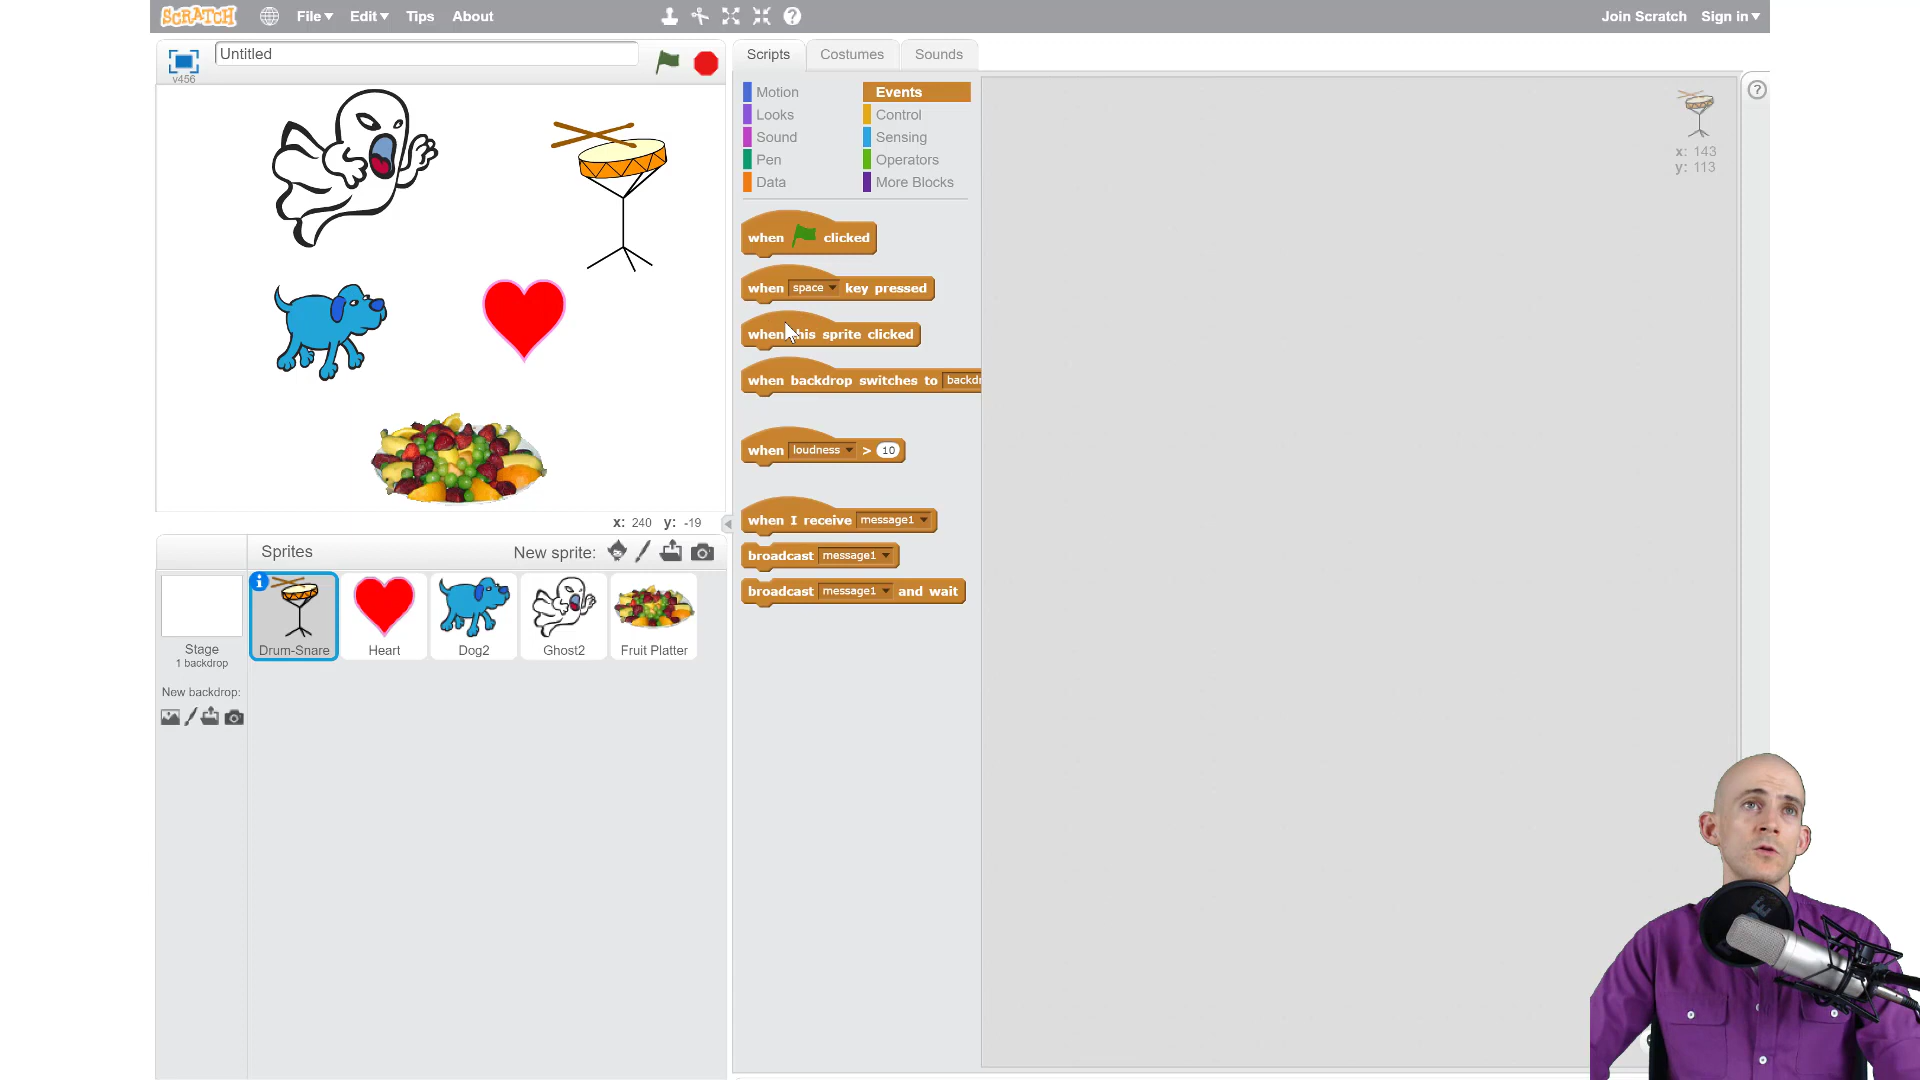 SCRATCH File Edit Tips About Join Scratch Sign in
v456
Untitled
Scripts Costumes Sounds
Motion Events
Looks Control
Sound Sensing
Pen Operators
Data More Blocks
when clicked
when space key pressed
when this sprite clicked
when backdrop switches to backdr
when loudness > 10
when I receive message1
broadcast message1
broadcast message1 and wait
x: 143
y: 113
x: 240 y: -19
Sprites New sprite:
Stage
1 backdrop
New backdrop:
Drum-Snare Heart Dog2 Ghost2 Fruit Platter